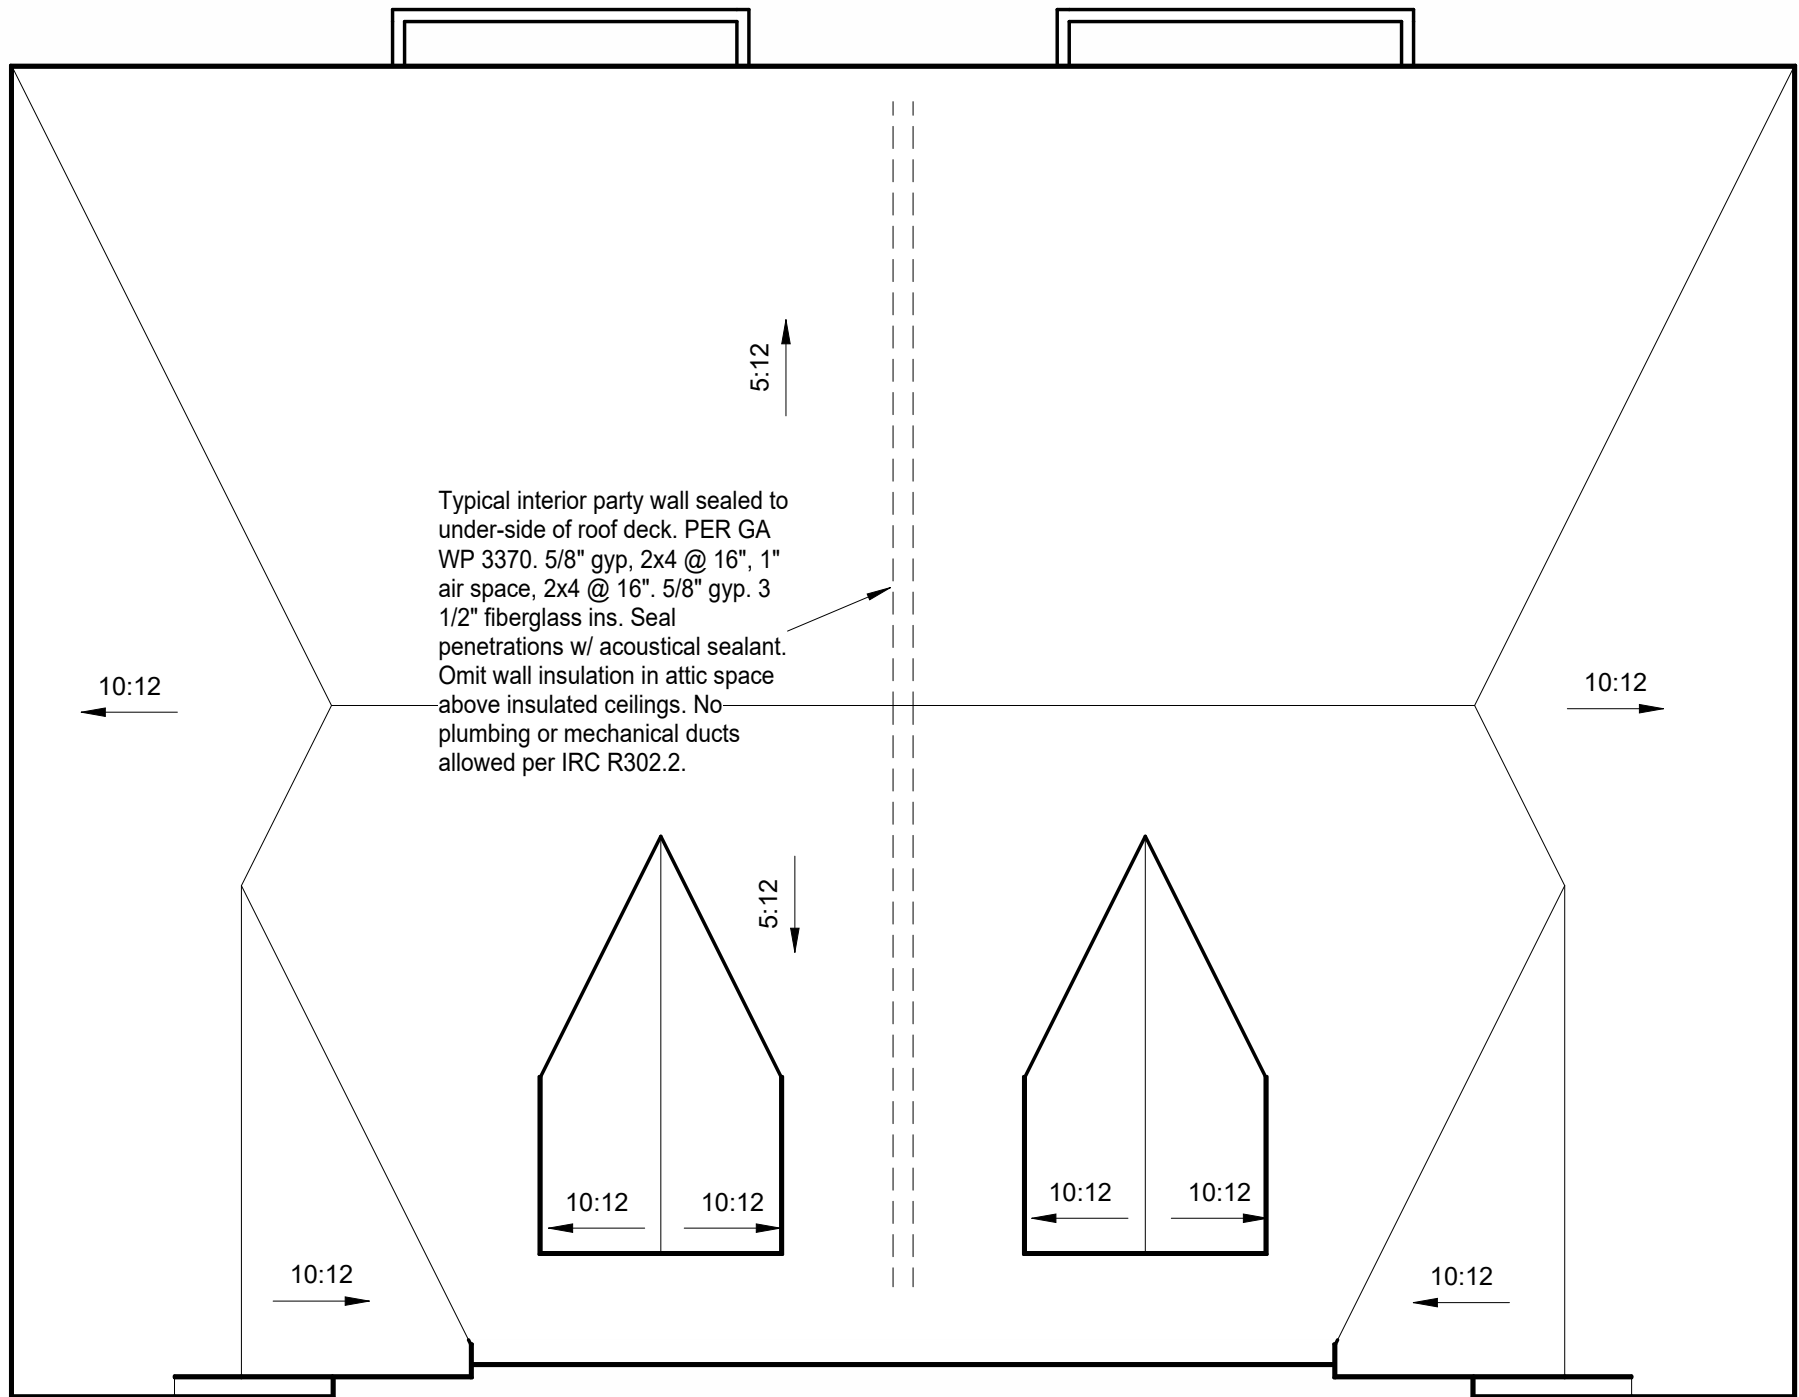 5:12
Typical interior party wall sealed to
under-side of roof deck. PER GA
WP 3370. 5/8" gyp, 2x4 @ 16", 1"
air space, 2x4 @ 16". 5/8" gyp. 3
1/2" fiberglass ins. Seal
penetrations w/ acoustical sealant.
Omit wall insulation in attic space
above insulated ceilings. No
plumbing or mechanical ducts
allowed per IRC R302.2.
10:12
10:12
5:12
10:12
10:12
10:12
10:12
10:12
10:12